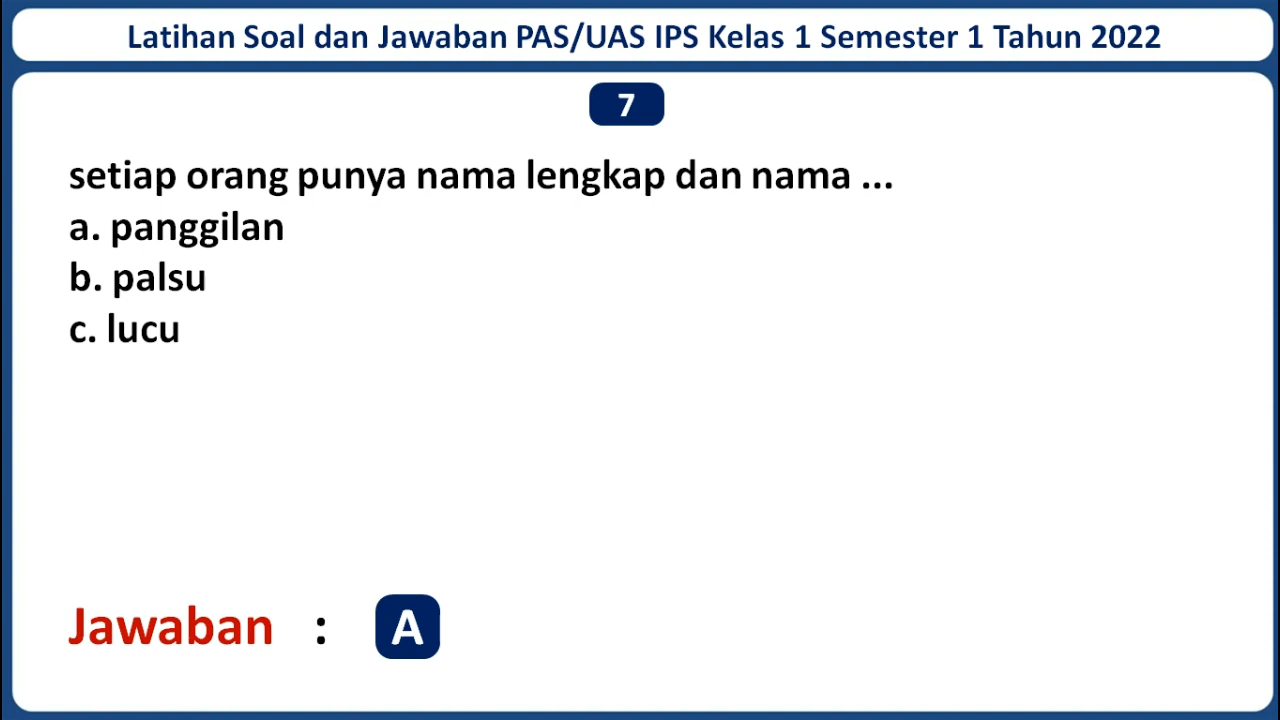 Latihan Soal dan Jawaban PAS/UAS IPS Kelas 1 Semester 1 Tahun 2022
7
setiap orang punya nama lengkap dan nama ...
a. panggilan
b. palsu
c. lucu
Jawaban : A